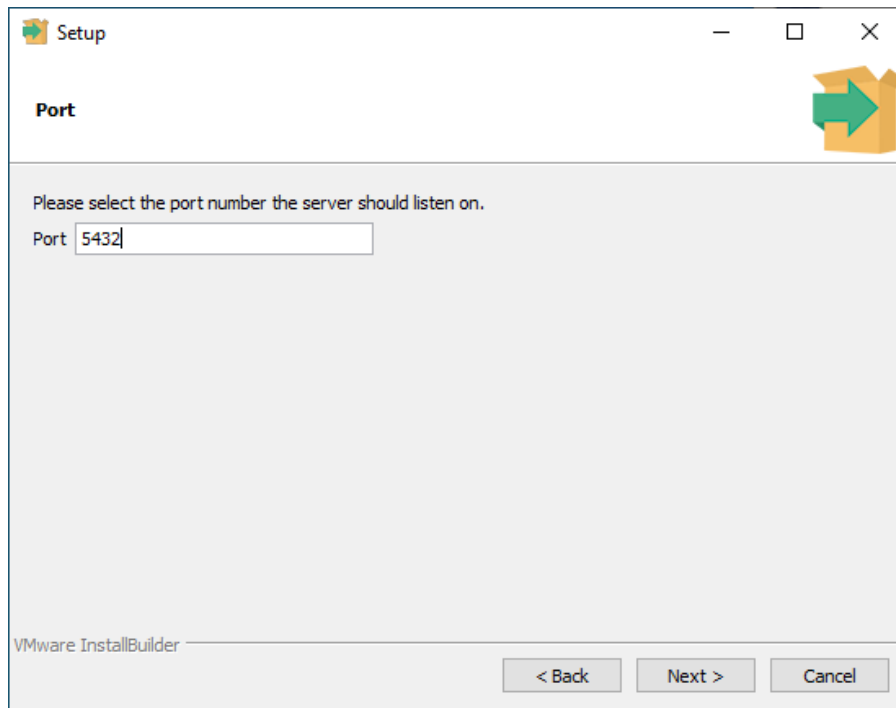 Setup
Port
Please select the port number the server should listen on.
Port 5432
VMware InstallBuilder
< Back Next > Cancel